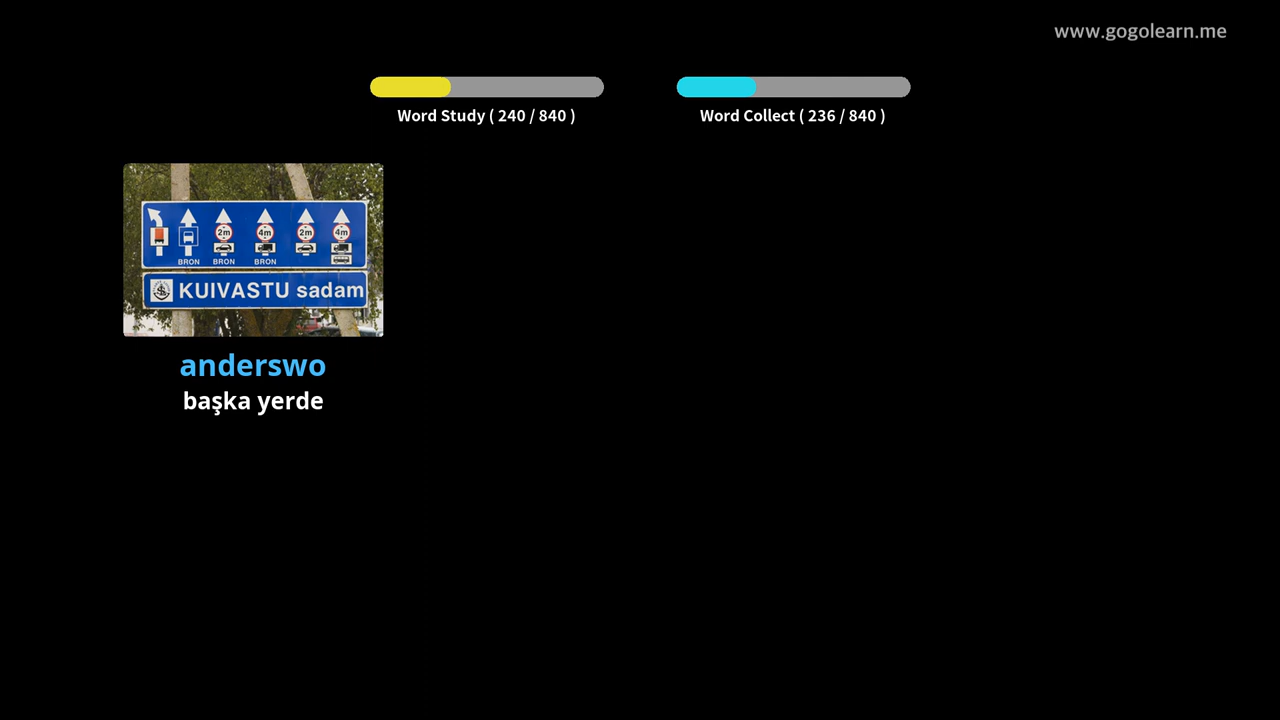 www.gogolearn.me
Word Study ( 240 / 840 )
Word Collect ( 236 / 840 )
2m 4m 2m 4m
BRON BRON BRON
KUIVASTU sadam
anderswo
başka yerde